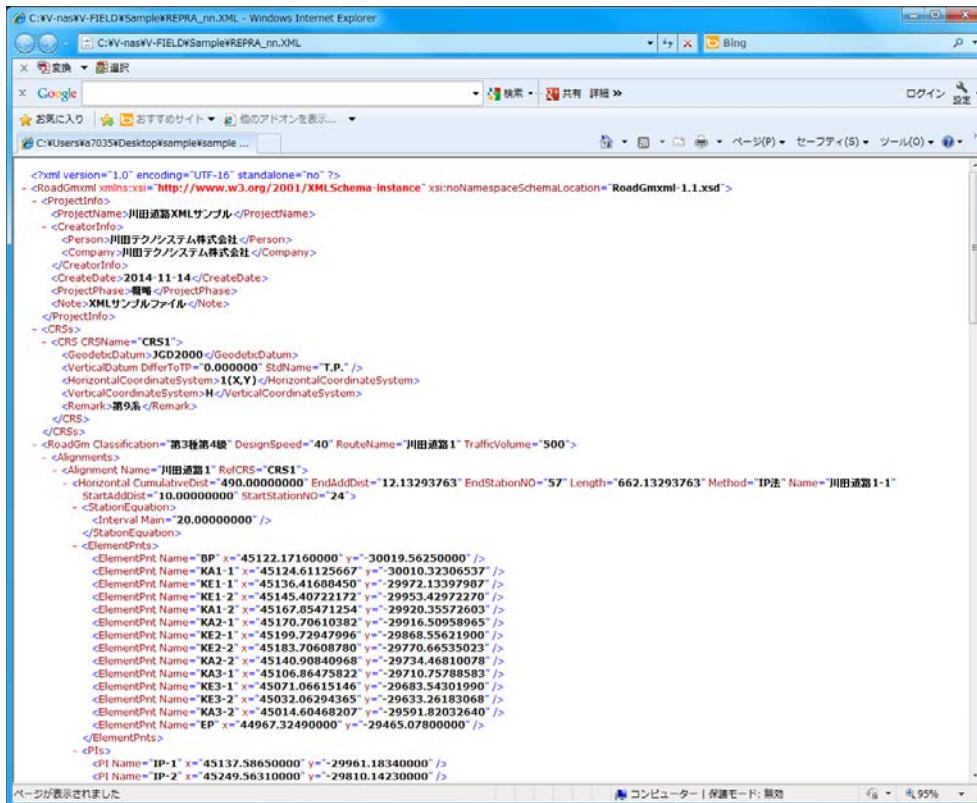 C:¥V-nas¥V-FIELD¥Sample¥REPRA_nn.XML - Windows Internet Explorer
C:¥V-nas¥V-FIELD¥Sample¥REPRA_nn.XML
Bing
変換 選択
Google
検索 共有 詳細 »
ログイン 設定
お気に入り おすすめサイト 他のアドオンを表示...
C:¥Users¥a7035¥Desktop¥sample¥sample ...
ページ(P) セーフティ(S) ツール(O)
<?xml version="1.0" encoding="UTF-16" standalone="no" ?>
- <RoadGmxml xmlns:xsi="http://www.w3.org/2001/XMLSchema-instance" xsi:noNamespaceSchemaLocation="RoadGmxml-1.1.xsd">
- <ProjectInfo>
<ProjectName>川田道路XMLサンプル</ProjectName>
- <CreatorInfo>
<Person>川田テクノシステム株式会社</Person>
<Company>川田テクノシステム株式会社</Company>
</CreatorInfo>
<CreateDate>2014-11-14</CreateDate>
<ProjectPhase>概略</ProjectPhase>
<Note>XMLサンプルファイル</Note>
</ProjectInfo>
- <CRSs>
- <CRS CRSName="CRS1">
<GeodeticDatum>JGD2000</GeodeticDatum>
<VerticalDatum DifferToTP="0.000000" StdName="T.P." />
<HorizontalCoordinateSystem>1(X,Y)</HorizontalCoordinateSystem>
<VerticalCoordinateSystem>H</VerticalCoordinateSystem>
<Remark>第9系</Remark>
</CRS>
</CRSs>
- <RoadGm Classification="第3種第4級" DesignSpeed="40" RouteName="川田道路1" TrafficVolume="500">
- <Alignments>
- <Alignment Name="川田道路1" RefCRS="CRS1">
- <Horizontal CumulativeDist="490.00000000" EndAddDist="12.13293763" EndStationNO="57" Length="662.13293763" Method="IP法" Name="川田道路1-1"
StartAddDist="10.00000000" StartStationNO="24">
- <StationEquation>
<Interval Main="20.00000000" />
</StationEquation>
- <ElementPnts>
<ElementPnt Name="BP" x="45122.17160000" y="-30019.56250000" />
<ElementPnt Name="KA1-1" x="45124.61125667" y="-30010.32306537" />
<ElementPnt Name="KE1-1" x="45136.41688450" y="-29972.13397987" />
<ElementPnt Name="KE1-2" x="45145.40722172" y="-29953.42972270" />
<ElementPnt Name="KA1-2" x="45167.85471254" y="-29920.35572603" />
<ElementPnt Name="KA2-1" x="45170.70610382" y="-29916.50958965" />
<ElementPnt Name="KE2-1" x="45199.72947996" y="-29868.55621900" />
<ElementPnt Name="KE2-2" x="45183.70608780" y="-29770.66535023" />
<ElementPnt Name="KA2-2" x="45140.90840968" y="-29734.46810078" />
<ElementPnt Name="KA3-1" x="45106.86475822" y="-29710.75788583" />
<ElementPnt Name="KE3-1" x="45071.06615146" y="-29683.54301990" />
<ElementPnt Name="KE3-2" x="45032.06294365" y="-29633.26183068" />
<ElementPnt Name="KA3-2" x="45014.60468207" y="-29591.82032640" />
<ElementPnt Name="EP" x="44967.32490000" y="-29465.07800000" />
</ElementPnts>
- <PIs>
<PI Name="IP-1" x="45137.58650000" y="-29961.18340000" />
<PI Name="IP-2" x="45249.56310000" y="-29810.14230000" />
ページが表示されました
コンピューター | 保護モード: 無効
95%